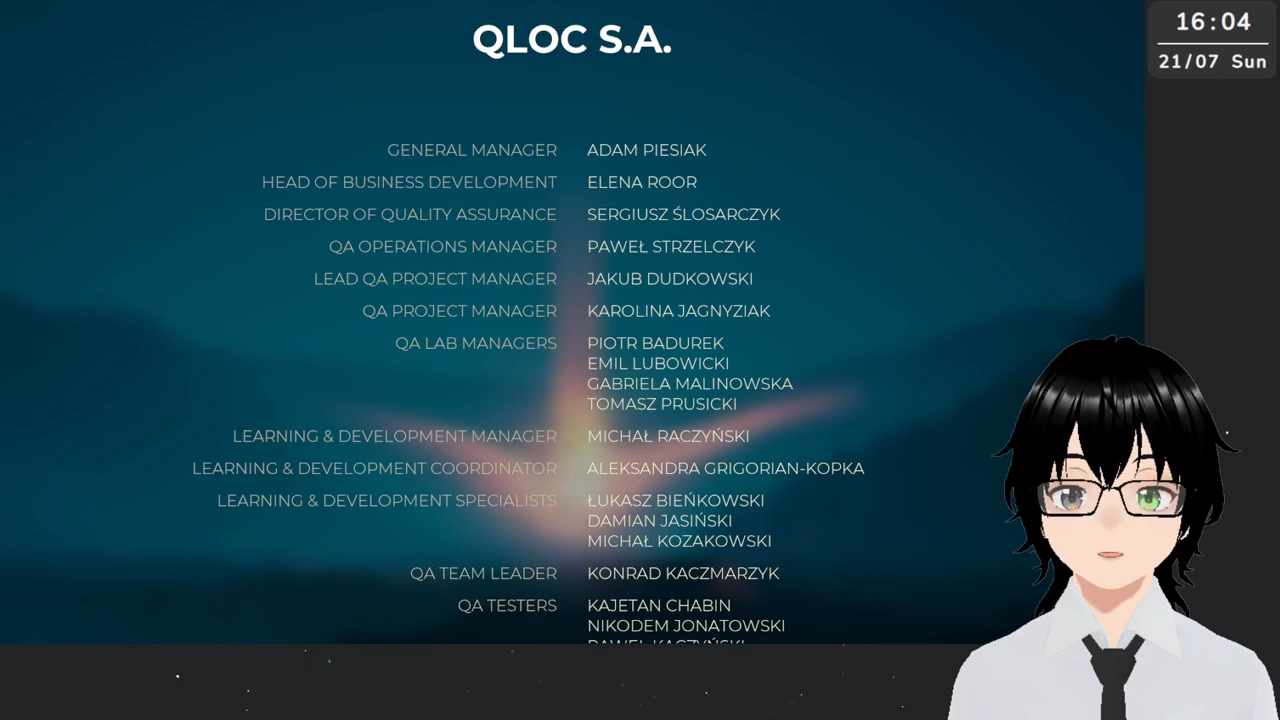 QLOC S.A.
16:04
21/07 Sun
GENERAL MANAGER ADAM PIESIAK
HEAD OF BUSINESS DEVELOPMENT ELENA ROOR
DIRECTOR OF QUALITY ASSURANCE SERGIUSZ ŚLOSARCZYK
QA OPERATIONS MANAGER PAWEŁ STRZELCZYK
LEAD QA PROJECT MANAGER JAKUB DUDKOWSKI
QA PROJECT MANAGER KAROLINA JAGNYZIAK
QA LAB MANAGERS PIOTR BADUREK
EMIL LUBOWICKI
GABRIELA MALINOWSKA
TOMASZ PRUSICKI
LEARNING & DEVELOPMENT MANAGER MICHAŁ RACZYŃSKI
LEARNING & DEVELOPMENT COORDINATOR ALEKSANDRA GRIGORIAN-KOPKA
LEARNING & DEVELOPMENT SPECIALISTS ŁUKASZ BIEŃKOWSKI
DAMIAN JASIŃSKI
MICHAŁ KOZAKOWSKI
QA TEAM LEADER KONRAD KACZMARZYK
QA TESTERS KAJETAN CHABIN
NIKODEM JONATOWSKI